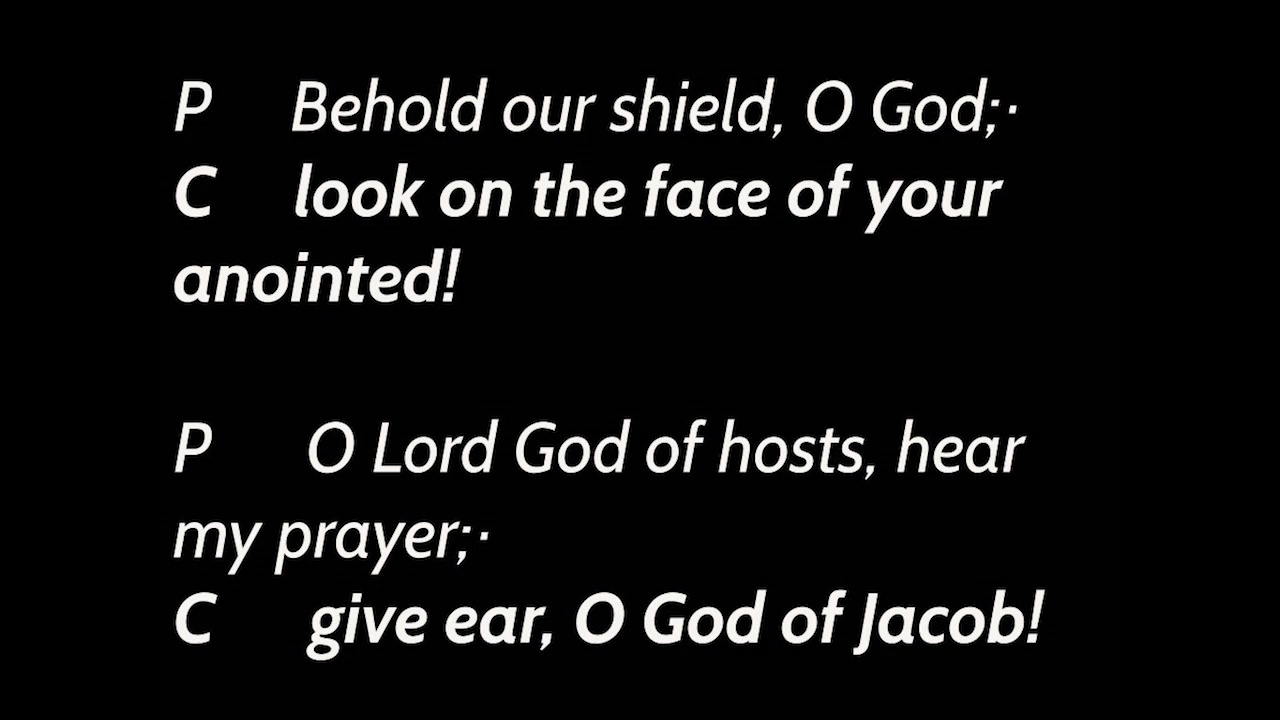 P Behold our shield, O God;·
C look on the face of your
anointed!
P O Lord God of hosts, hear
my prayer;·
C give ear, O God of Jacob!